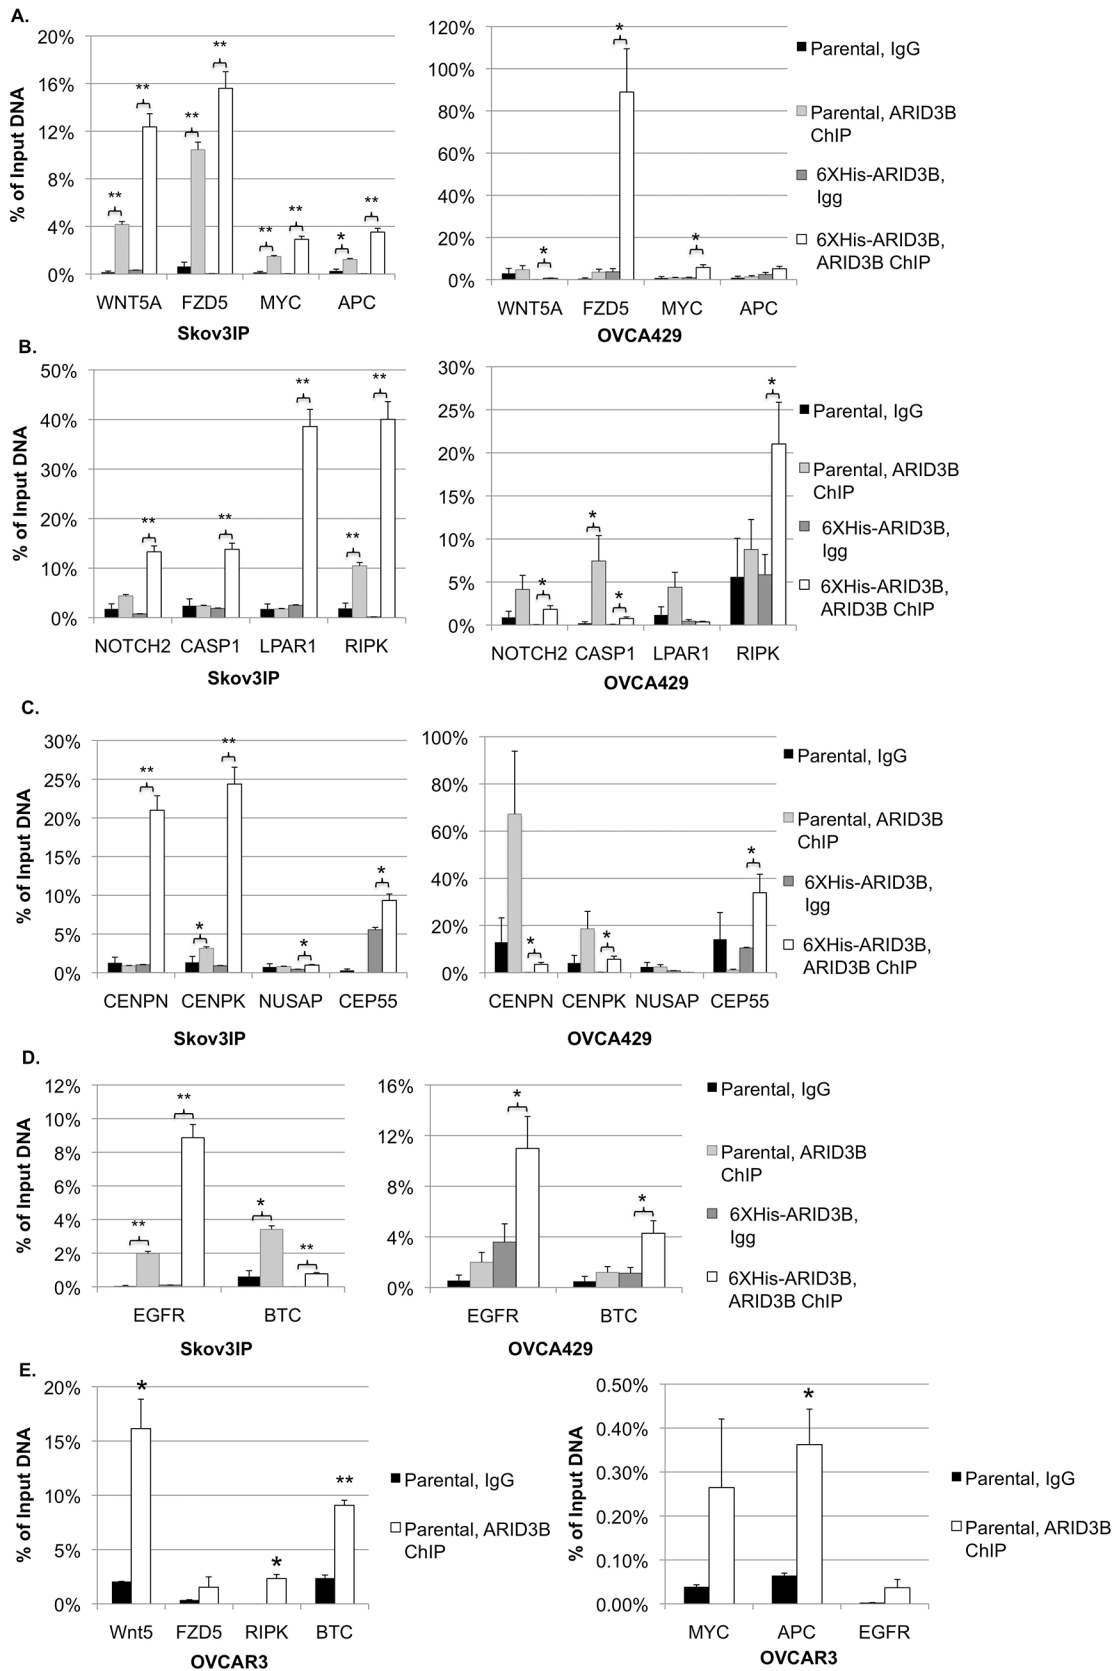 A.
20%
16%
12%
8%
4%
0%
% of Input DNA
** ** ** ** ** ** * **
WNT5A FZD5 MYC APC
Skov3IP
120%
100%
80%
60%
40%
20%
0%
* * *
WNT5A FZD5 MYC APC
OVCA429
Parental, IgG
Parental, ARID3B
ChIP
6XHis-ARID3B,
Igg
6XHis-ARID3B,
ARID3B ChIP
B.
50%
40%
30%
20%
10%
0%
% of Input DNA
** ** ** ** **
NOTCH2 CASP1 LPAR1 RIPK
Skov3IP
30%
25%
20%
15%
10%
5%
0%
* * * *
NOTCH2 CASP1 LPAR1 RIPK
OVCA429
Parental, IgG
Parental, ARID3B
ChIP
6XHis-ARID3B,
Igg
6XHis-ARID3B,
ARID3B ChIP
C.
30%
25%
20%
15%
10%
5%
0%
% of Input DNA
** * ** * *
CENPN CENPK NUSAP CEP55
Skov3IP
100%
80%
60%
40%
20%
0%
* * *
CENPN CENPK NUSAP CEP55
OVCA429
Parental, IgG
Parental, ARID3B
ChIP
6XHis-ARID3B,
Igg
6XHis-ARID3B,
ARID3B ChIP
D.
12%
10%
8%
6%
4%
2%
0%
% of Input DNA
** ** * **
EGFR BTC
Skov3IP
16%
12%
8%
4%
0%
* *
EGFR BTC
OVCA429
Parental, IgG
Parental, ARID3B
ChIP
6XHis-ARID3B,
Igg
6XHis-ARID3B,
ARID3B ChIP
E.
20%
15%
10%
5%
0%
% of Input DNA
* * **
Wnt5 FZD5 RIPK BTC
OVCAR3
Parental, IgG
Parental, ARID3B
ChIP
0.50%
0.40%
0.30%
0.20%
0.10%
0.00%
% of Input DNA
*
MYC APC EGFR
OVCAR3
Parental, IgG
Parental, ARID3B
ChIP